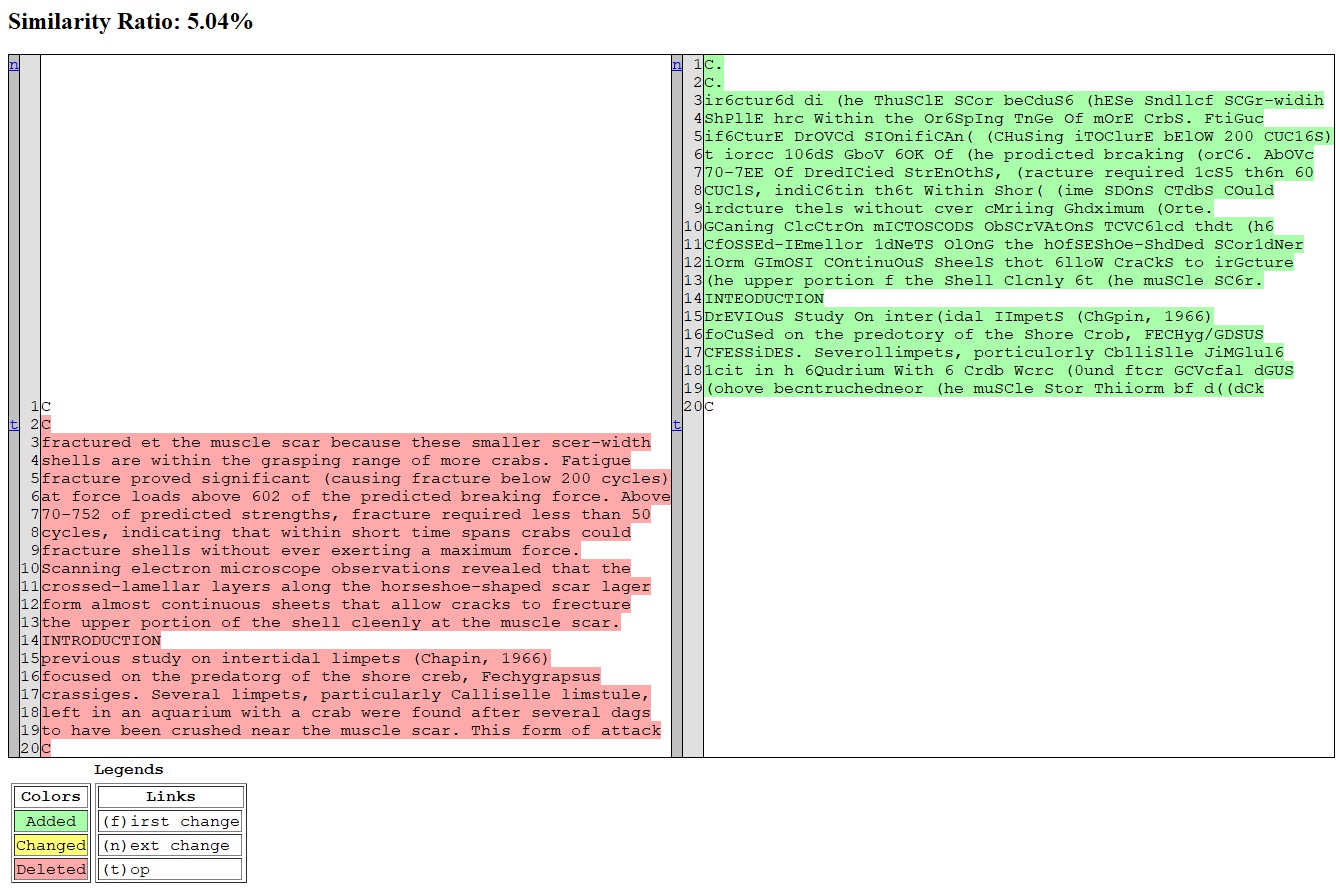 Similarity Ratio: 5.04%
n
n 1 C.
2 C.
3 ir6ctur6d di (he ThuSClE SCor beCduS6 (hESe Sndllcf SCGr-widih
4 ShPllE hrc Within the Or6SpIng TnGe Of mOrE CrbS. FtiGuc
5 if6CturE DrOVCd SIOnifiCAn( (CHuSing iTOClurE bElOW 200 CUC16S)
6 t iorcc 106dS GboV 6OK Of (he prodicted brcaking (orC6. AbOVc
7 70-7EE Of DredICied StrEnOthS, (racture required 1cS5 th6n 60
8 CUClS, indiC6tin th6t Within Shor( (ime SDOnS CTdbS COuld
9 irdcture thels without cver cMriing Ghdximum (Orte.
10 GCaning ClcCtrOn mICTOSCODS ObSCrVAtOnS TCVC6lcd thdt (h6
11 CfOSSEd-IEmellor 1dNeTS OlOnG the hOfSEShOe-ShdDed SCor1dNer
12 iOrm GImOSI COntinuOuS SheelS thot 6lloW CraCkS to irGcture
13 (he upper portion f the Shell Clcnly 6t (he muSCle SC6r.
14 INTEODUCTION
15 DrEVIOuS Study On inter(idal IImpetS (ChGpin, 1966)
16 foCuSed on the predotory of the Shore Crob, FECHyg/GDSUS
17 CFESSiDES. Severollimpets, porticulorly CblliSlle JiMGlul6
18 1cit in h 6Qudrium With 6 Crdb Wcrc (0und ftcr GCVcfal dGUS
19 (ohove becntruchedneor (he muSCle Stor Thiiorm bf d((dCk
1 C
20 C
t 2 C
t
3 fractured et the muscle scar because these smaller scer-width
4 shells are within the grasping range of more crabs. Fatigue
5 fracture proved significant (causing fracture below 200 cycles)
6 at force loads above 602 of the predicted breaking force. Above
7 70-752 of predicted strengths, fracture required less than 50
8 cycles, indicating that within short time spans crabs could
9 fracture shells without ever exerting a maximum force.
10 Scanning electron microscope observations revealed that the
11 crossed-lamellar layers along the horseshoe-shaped scar lager
12 form almost continuous sheets that allow cracks to frecture
13 the upper portion of the shell cleenly at the muscle scar.
14 INTRODUCTION
15 previous study on intertidal limpets (Chapin, 1966)
16 focused on the predatorg of the shore creb, Fechygrapsus
17 crassiges. Several limpets, particularly Calliselle limstule,
18 left in an aquarium with a crab were found after several dags
19 to have been crushed near the muscle scar. This form of attack
20 C
Legends
Colors Links
Added (f)irst change
Changed (n)ext change
Deleted (t)op